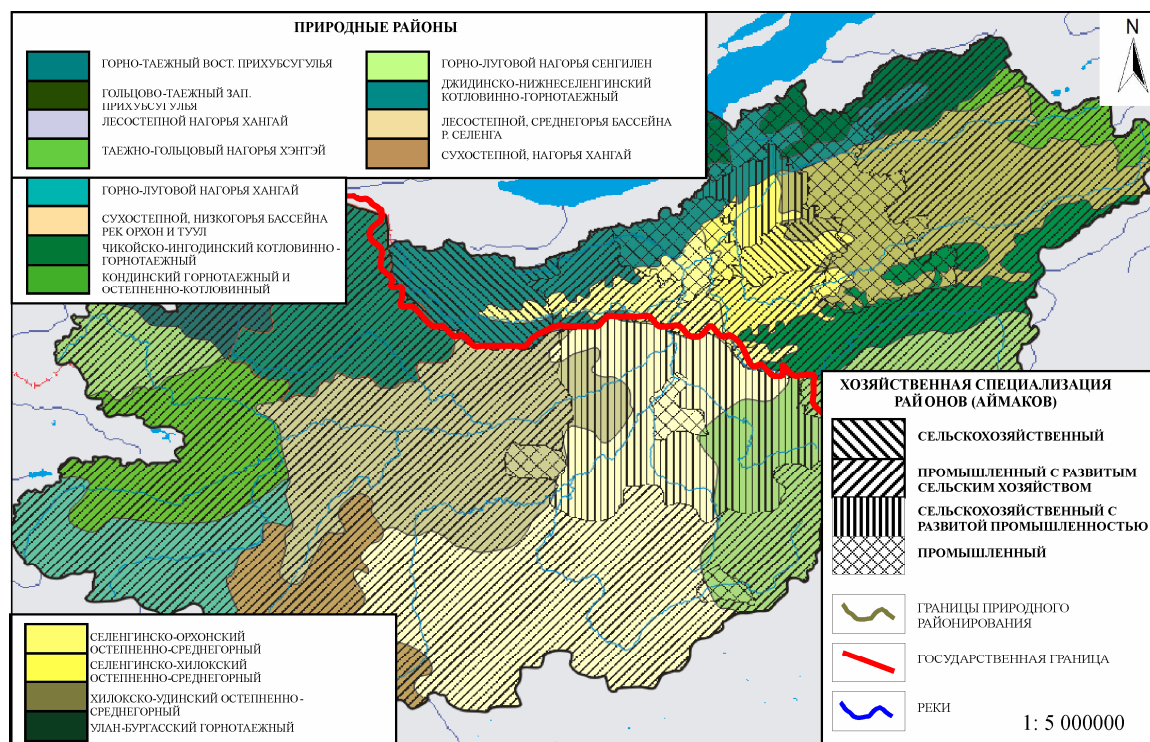 ПРИРОДНЫЕ РАЙОНЫ
ГОРНО-ТАЕЖНЫЙ ВОСТ. ПРИХУБСУГУЛЬЯ
ГОЛЬЦОВО-ТАЕЖНЫЙ ЗАП.
ПРИХУБСУГУЛЬЯ
ЛЕСОСТЕПНОЙ НАГОРЬЯ ХАНГАЙ
ТАЕЖНО-ГОЛЬЦОВЫЙ НАГОРЬЯ ХЭНТЭЙ
ГОРНО-ЛУГОВОЙ НАГОРЬЯ СЕНГИЛЕН
ДЖИДИНСКО-НИЖНЕСЕЛЕНГИНСКИЙ
КОТЛОВИННО-ГОРНОТАЕЖНЫЙ
ЛЕСОСТЕПНОЙ, СРЕДНЕГОРЬЯ БАССЕЙНА
Р. СЕЛЕНГА
СУХОСТЕПНОЙ, НАГОРЬЯ ХАНГАЙ
ГОРНО-ЛУГОВОЙ НАГОРЬЯ ХАНГАЙ
СУХОСТЕПНОЙ, НИЗКОГОРЬЯ БАССЕЙНА
РЕК ОРХОН И ТУУЛ
ЧИКОЙСКО-ИНГОДИНСКИЙ КОТЛОВИННО -
ГОРНОТАЕЖНЫЙ
КОНДИНСКИЙ ГОРНОТАЕЖНЫЙ И
ОСТЕПНЕННО-КОТЛОВИННЫЙ
N
ХОЗЯЙСТВЕННАЯ СПЕЦИАЛИЗАЦИЯ
РАЙОНОВ (АЙМАКОВ)
СЕЛЬСКОХОЗЯЙСТВЕННЫЙ
ПРОМЫШЛЕННЫЙ С РАЗВИТЫМ
СЕЛЬСКИМ ХОЗЯЙСТВОМ
СЕЛЬСКОХОЗЯЙСТВЕННЫЙ С
РАЗВИТОЙ ПРОМЫШЛЕННОСТЬЮ
ПРОМЫШЛЕННЫЙ
ГРАНИЦЫ ПРИРОДНОГО
РАЙОНИРОВАНИЯ
ГОСУДАРСТВЕННАЯ ГРАНИЦА
РЕКИ
1: 5 000000
СЕЛЕНГИНСКО-ОРХОНСКИЙ
ОСТЕПНЕННО-СРЕДНЕГОРНЫЙ
СЕЛЕНГИНСКО-ХИЛОКСКИЙ
ОСТЕПНЕННО-СРЕДНЕГОРНЫЙ
ХИЛОКСКО-УДИНСКИЙ ОСТЕПНЕННО -
СРЕДНЕГОРНЫЙ
УЛАН-БУРГАССКИЙ ГОРНОТАЕЖНЫЙ